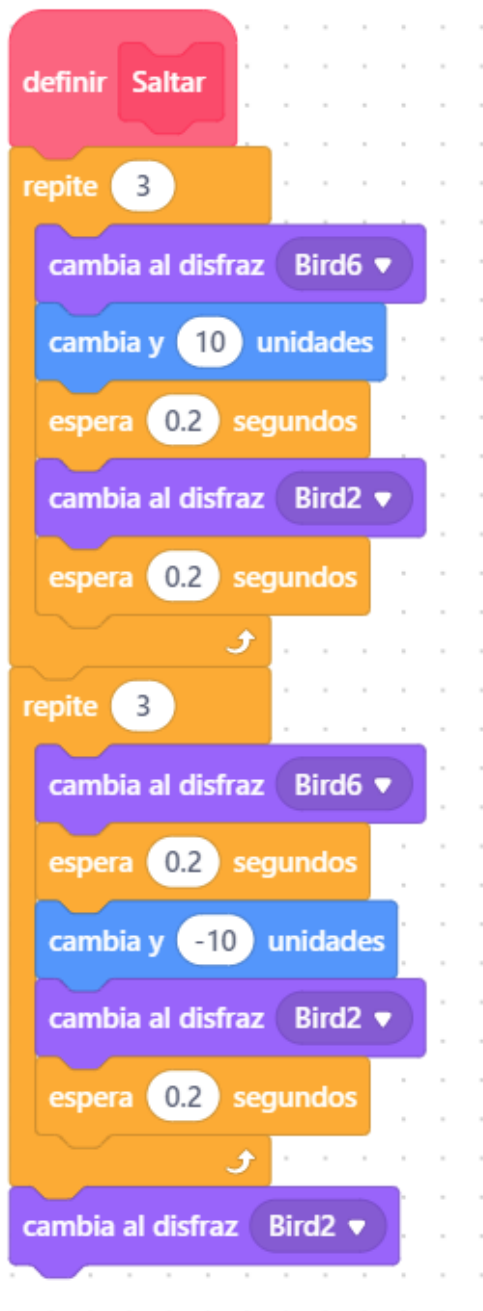 definir Saltar
repite 3
cambia al disfraz Bird6
cambia y 10 unidades
espera 0.2 segundos
cambia al disfraz Bird2
espera 0.2 segundos
repite 3
cambia al disfraz Bird6
espera 0.2 segundos
cambia y -10 unidades
cambia al disfraz Bird2
espera 0.2 segundos
cambia al disfraz Bird2